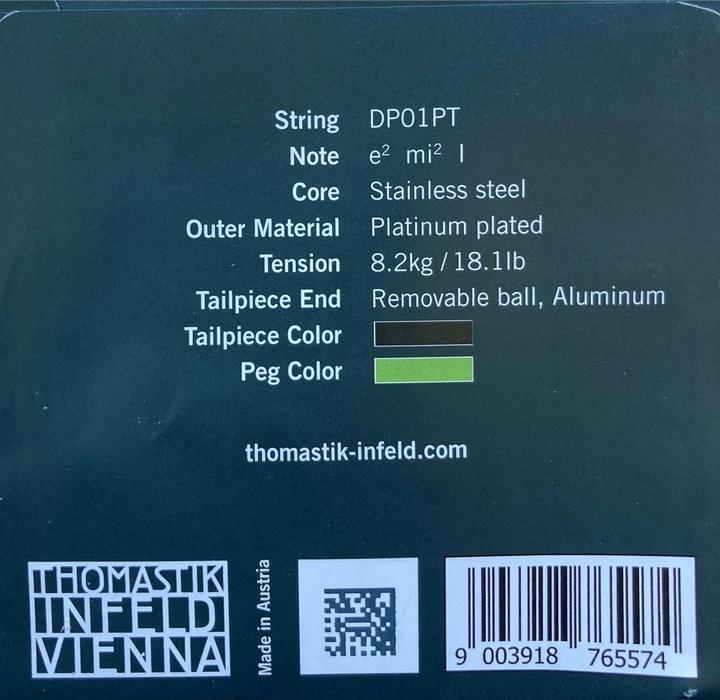 String DP01PT
Note e² mi² I
Core Stainless steel
Outer Material Platinum plated
Tension 8.2kg / 18.1lb
Tailpiece End Removable ball, Aluminum
Tailpiece Color
Peg Color
thomastik-infeld.com
THOMASTIK
INFELD
VIENNA
Made in Austria
9 003918 765574